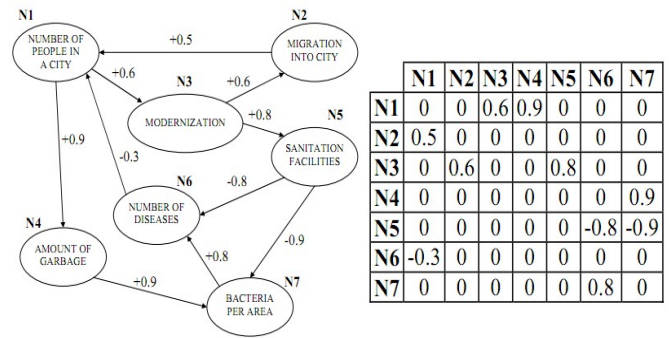 N1
NUMBER OF
PEOPLE IN
A CITY
+0.5
N2
MIGRATION
INTO CITY
+0.6
N3
MODERNIZATION
+0.6
+0.8
N5
SANITATION
FACILITIES
+0.9
-0.3
-0.8
N6
NUMBER OF
DISEASES
-0.9
N4
AMOUNT OF
GARBAGE
+0.8
+0.9
N7
BACTERIA
PER AREA
N1 N2 N3 N4 N5 N6 N7
N1 0 0 0.6 0.9 0 0 0
N2 0.5 0 0 0 0 0 0
N3 0 0.6 0 0 0.8 0 0
N4 0 0 0 0 0 0 0.9
N5 0 0 0 0 0 -0.8 -0.9
N6 -0.3 0 0 0 0 0 0
N7 0 0 0 0 0 0.8 0